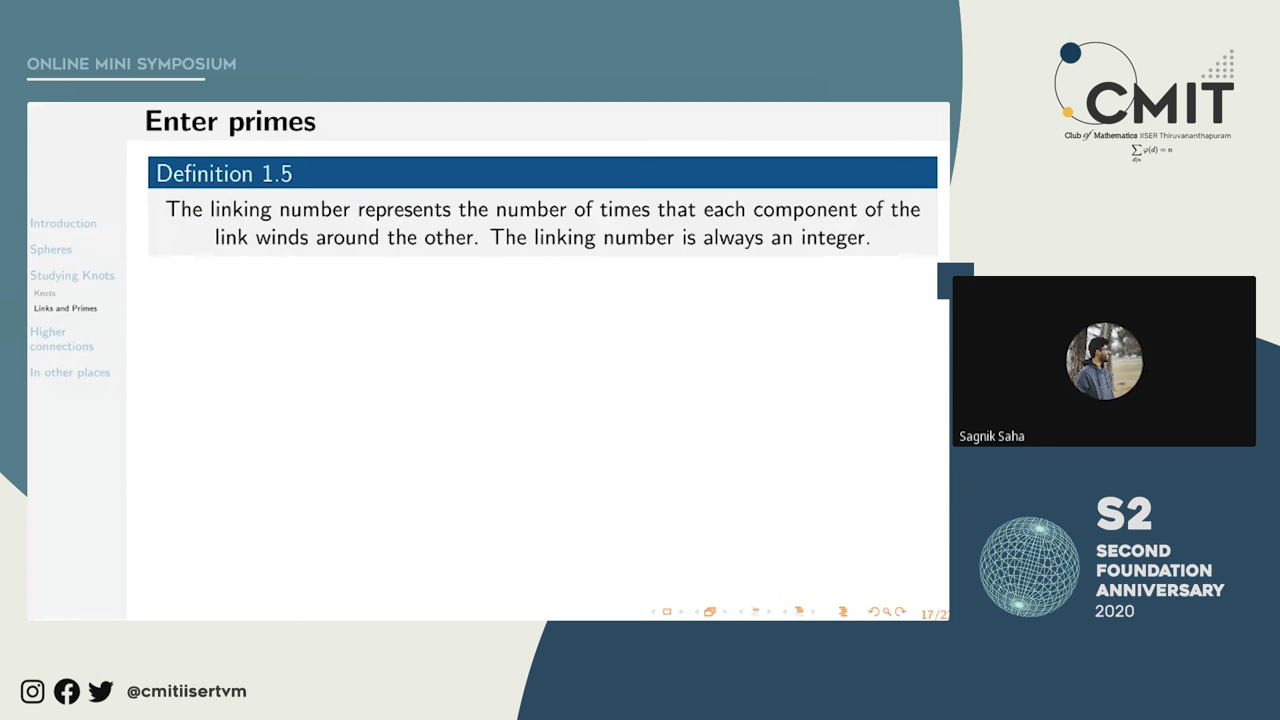 ONLINE MINI SYMPOSIUM
CMIT
Club of Mathematics IISER Thiruvananthapuram
∑ φ(d) = n
d|n
Enter primes
Definition 1.5
The linking number represents the number of times that each component of the
link winds around the other. The linking number is always an integer.
Introduction
Spheres
Studying Knots
Knots
Links and Primes
Higher
connections
In other places
17/2
Sagnik Saha
S2
SECOND
FOUNDATION
ANNIVERSARY
2020
@cmitiisertvm